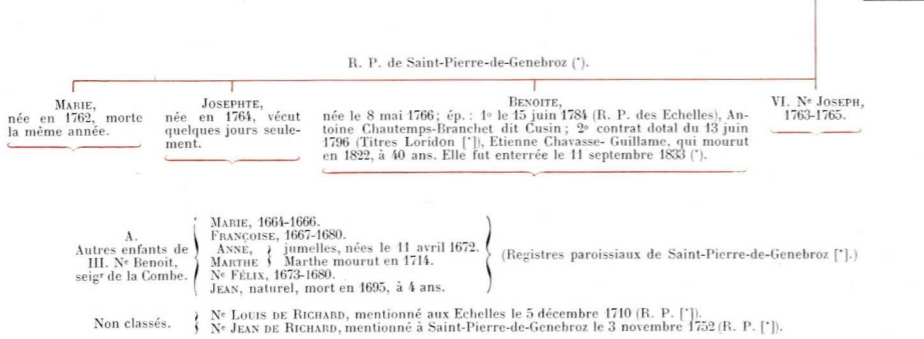 R. P. de Saint-Pierre-de-Genebroz (*).
MARIE,
née en 1762, morte
la même année.
JOSEPHTE,
née en 1764, vécut
quelques jours seule-
ment.
BENOITE,
née le 8 mai 1766; ép. : 1º le 15 juin 1784 (R. P. des Echelles), An-
toine Chautemps-Branchet dit Cusin; 2º contrat dotal du 13 juin
1796 (Titres Loridon [*]), Etienne Chavasse- Guillame, qui mourut
en 1822, à 40 ans. Elle fut enterrée le 11 septembre 1833 (*).
VI. Nᵉ JOSEPH,
1763-1765.
A.
Autres enfants de
III. Nᵉ Benoit,
seigʳ de la Combe.
MARIE, 1664-1666.
FRANÇOISE, 1667-1680.
ANNE, jumelles, nées le 11 avril 1672.
MARTHE Marthe mourut en 1714.
Nᵉ FÉLIX, 1673-1680.
JEAN, naturel, mort en 1695, à 4 ans.
(Registres paroissiaux de Saint-Pierre-de-Genebroz [*].)
Non classés.
Nᵉ LOUIS DE RICHARD, mentionné aux Echelles le 5 décembre 1710 (R. P. [*]).
Nᵉ JEAN DE RICHARD, mentionné à Saint-Pierre-de-Genebroz le 3 novembre 1752 (R. P. [*]).